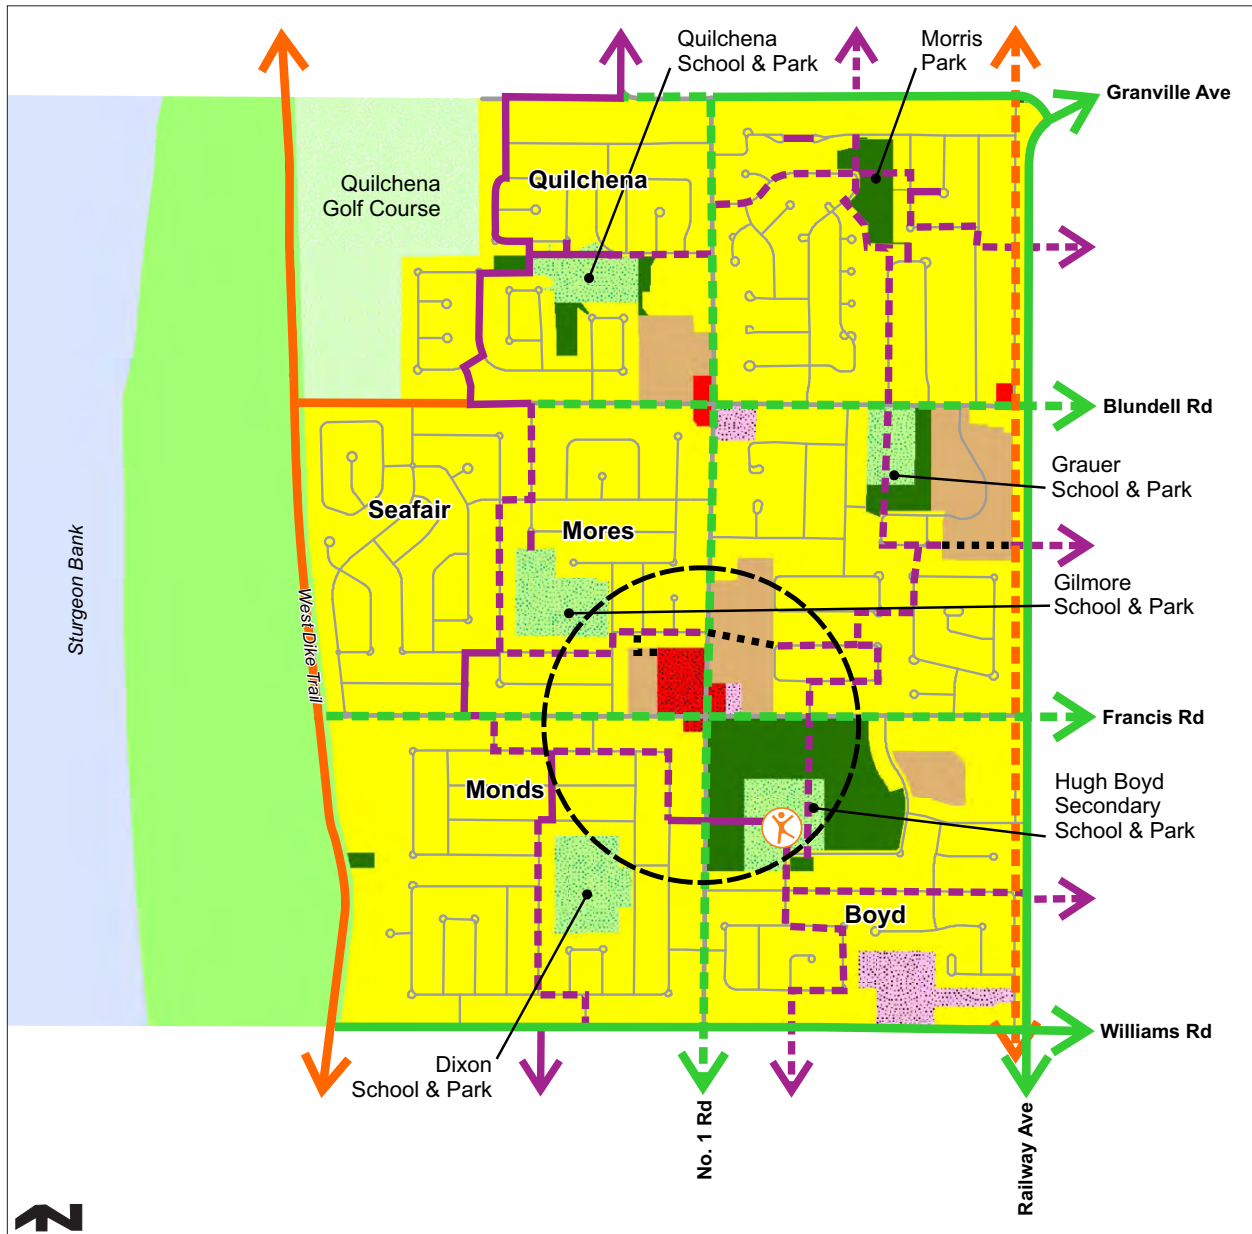 Quilchena
School & Park
Morris
Park
Granville Ave
Quilchena
Golf Course
Quilchena
Blundell Rd
Grauer
School & Park
Seafair
Mores
Sturgeon Bank
Gilmore
School & Park
West Dike Trail
Francis Rd
Hugh Boyd
Secondary
School & Park
Monds
Boyd
Williams Rd
Dixon
School & Park
No. 1 Rd
Railway Ave
N